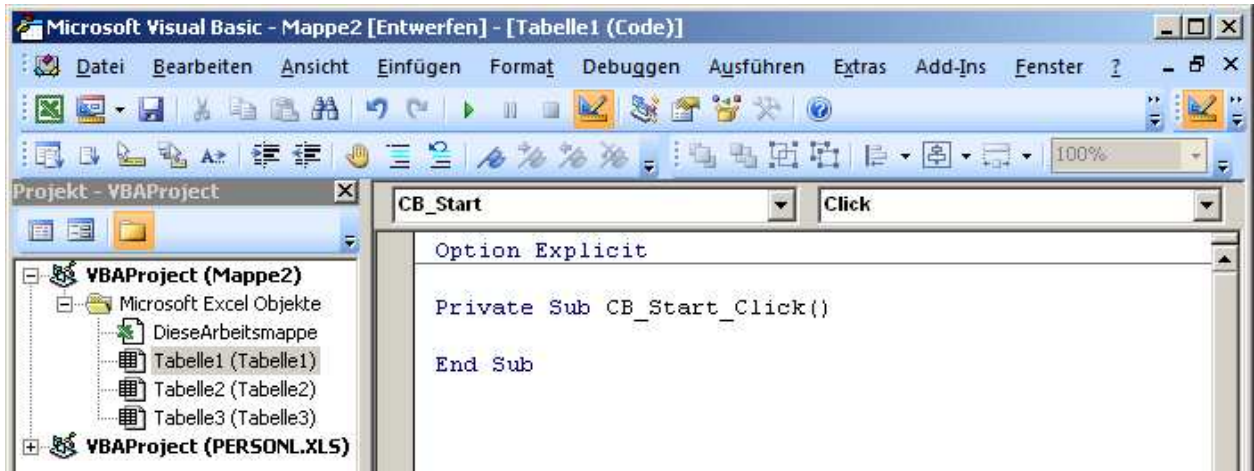 Microsoft Visual Basic - Mappe2 [Entwerfen] - [Tabelle1 (Code)]
Datei Bearbeiten Ansicht Einfügen Format Debuggen Ausführen Extras Add-Ins Fenster ?
100%
Projekt - VBAProject
CB_Start Click
Option Explicit
VBAProject (Mappe2)
Microsoft Excel Objekte
Private Sub CB_Start_Click()
DieseArbeitsmappe
Tabelle1 (Tabelle1)
End Sub
Tabelle2 (Tabelle2)
Tabelle3 (Tabelle3)
VBAProject (PERSONL.XLS)